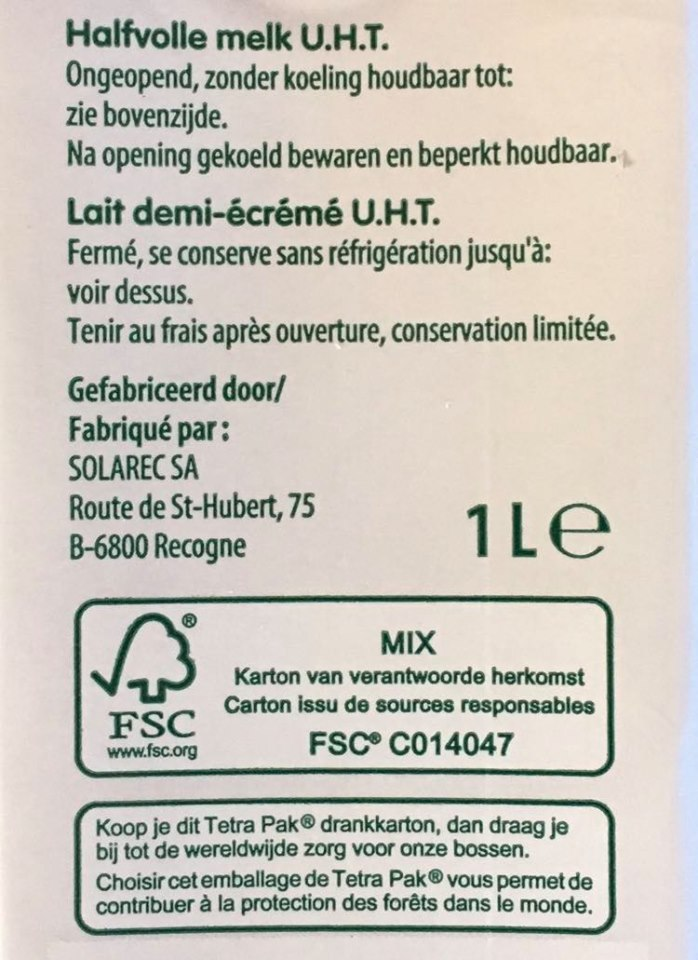 Halfvolle melk U.H.T.
Ongeopend, zonder koeling houdbaar tot:
zie bovenzijde.
Na opening gekoeld bewaren en beperkt houdbaar.
Lait demi-écrémé U.H.T.
Fermé, se conserve sans réfrigération jusqu'à:
voir dessus.
Tenir au frais après ouverture, conservation limitée.
Gefabriceerd door/
Fabriqué par :
SOLAREC SA
Route de St-Hubert, 75
B-6800 Recogne
1 L ℮
®
FSC
www.fsc.org
MIX
Karton van verantwoorde herkomst
Carton issu de sources responsables
FSC® C014047
Koop je dit Tetra Pak® drankkarton, dan draag je
bij tot de wereldwijde zorg voor onze bossen.
Choisir cet emballage de Tetra Pak® vous permet de
contribuer à la protection des forêts dans le monde.